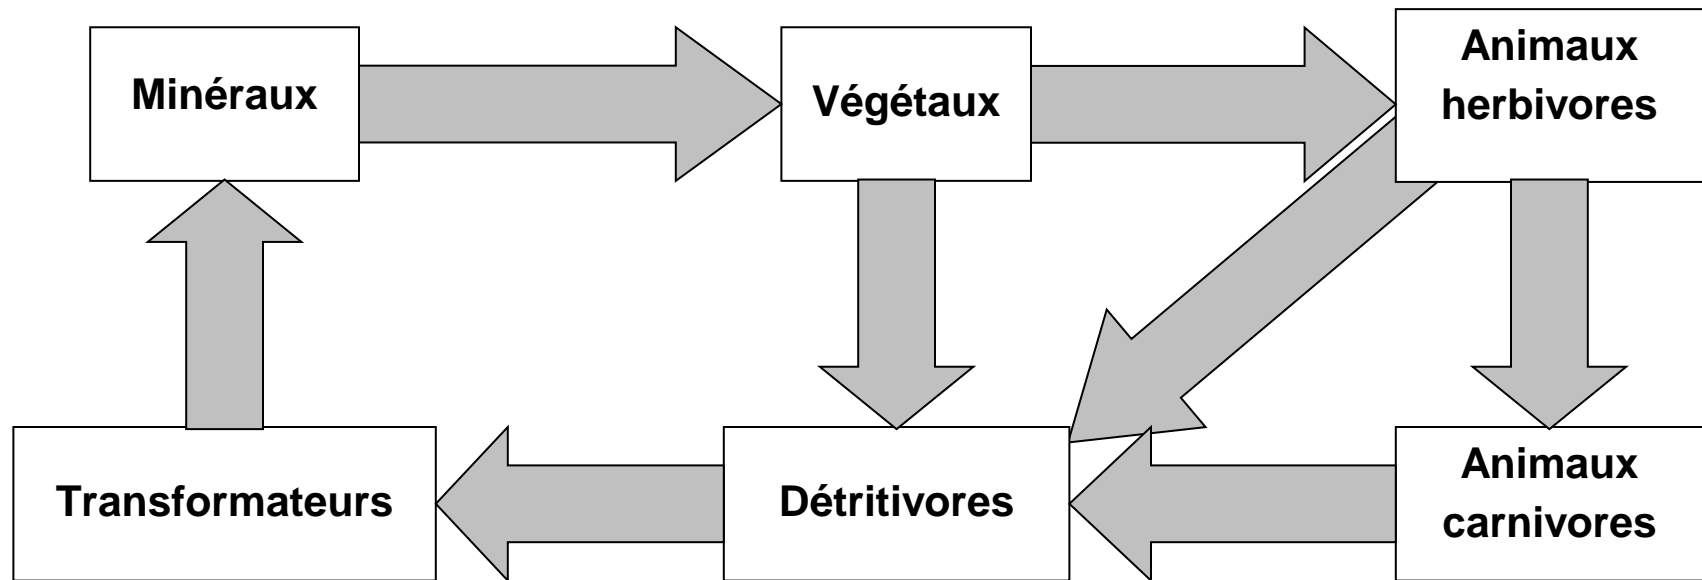 Minéraux
Végétaux
Animaux
herbivores
Transformateurs
Détritivores
Animaux
carnivores